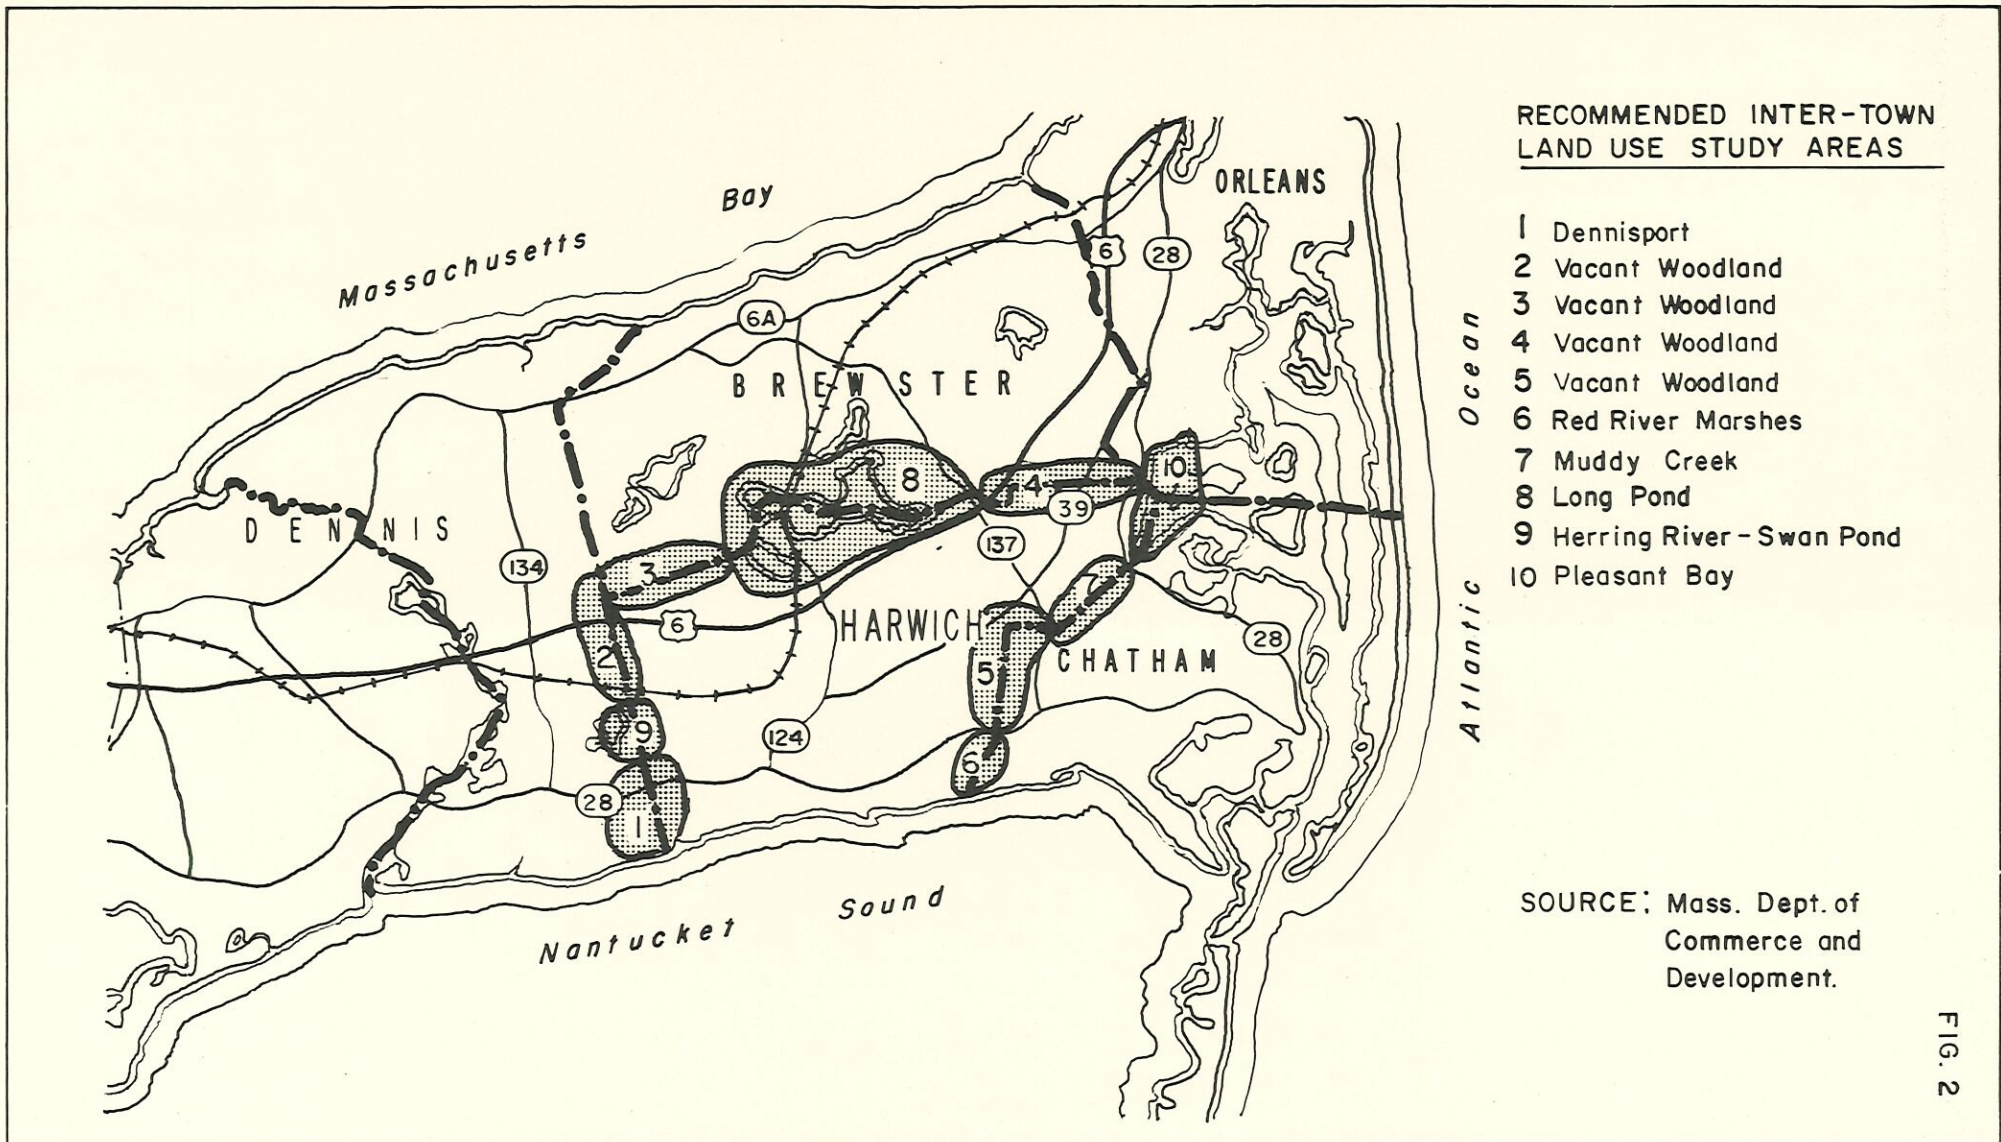 RECOMMENDED INTER-TOWN
LAND USE STUDY AREAS
1 Dennisport
2 Vacant Woodland
3 Vacant Woodland
4 Vacant Woodland
5 Vacant Woodland
6 Red River Marshes
7 Muddy Creek
8 Long Pond
9 Herring River-Swan Pond
10 Pleasant Bay
SOURCE: Mass. Dept. of
Commerce and
Development.
FIG. 2
Massachusetts Bay
ORLEANS
6
28
6A
BREWSTER
Atlantic Ocean
10
8
4
39
DENNIS
137
134
3
7
HARWICH
6
28
2
5
CHATHAM
9
124
6
28
1
Nantucket Sound